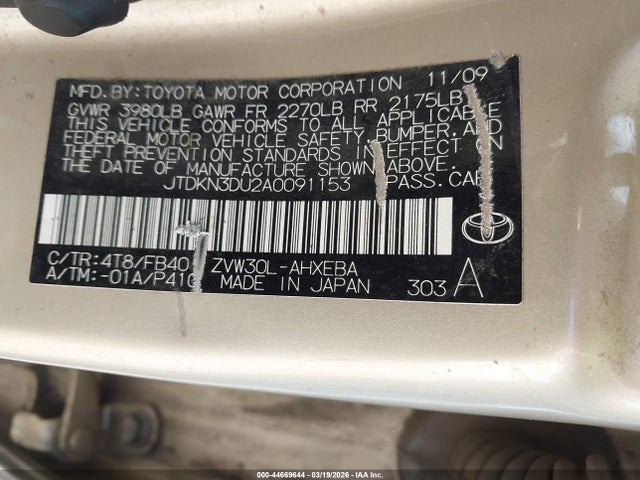 MFD. BY: TOYOTA MOTOR CORPORATION 11/09
GVWR 3980LB GAWR FR 2270LB RR 2175LB
THIS VEHICLE CONFORMS TO ALL APPLICABLE
FEDERAL MOTOR VEHICLE SAFETY, BUMPER, AND
THEFT PREVENTION STANDARDS IN EFFECT ON
THE DATE OF MANUFACTURE SHOWN ABOVE.
JTDKN3DU2A0091153 PASS. CAR
C/TR: 4T8/FB40 ZVW30L-AHXEBA
A/TM: -01A/P410 MADE IN JAPAN 303 A
000-44669644 | 03/19/2026 | IAA Inc.